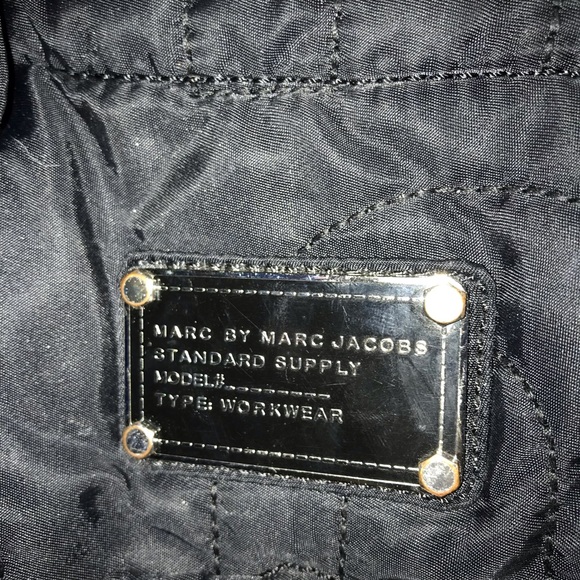 MARC BY MARC JACOBS
STANDARD SUPPLY
MODEL#_________
TYPE: WORKWEAR